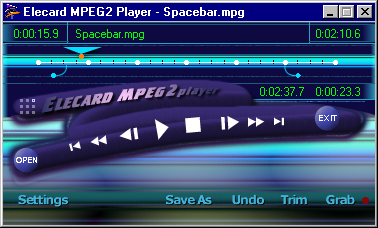 Elecard MPEG2 Player - Spacebar.mpg
0:00:15.9 Spacebar.mpg 0:02:10.6
ELECARD MPEG2 player
0:02:37.7 0:00:23.3
EXIT
OPEN
Settings Save As Undo Trim Grab